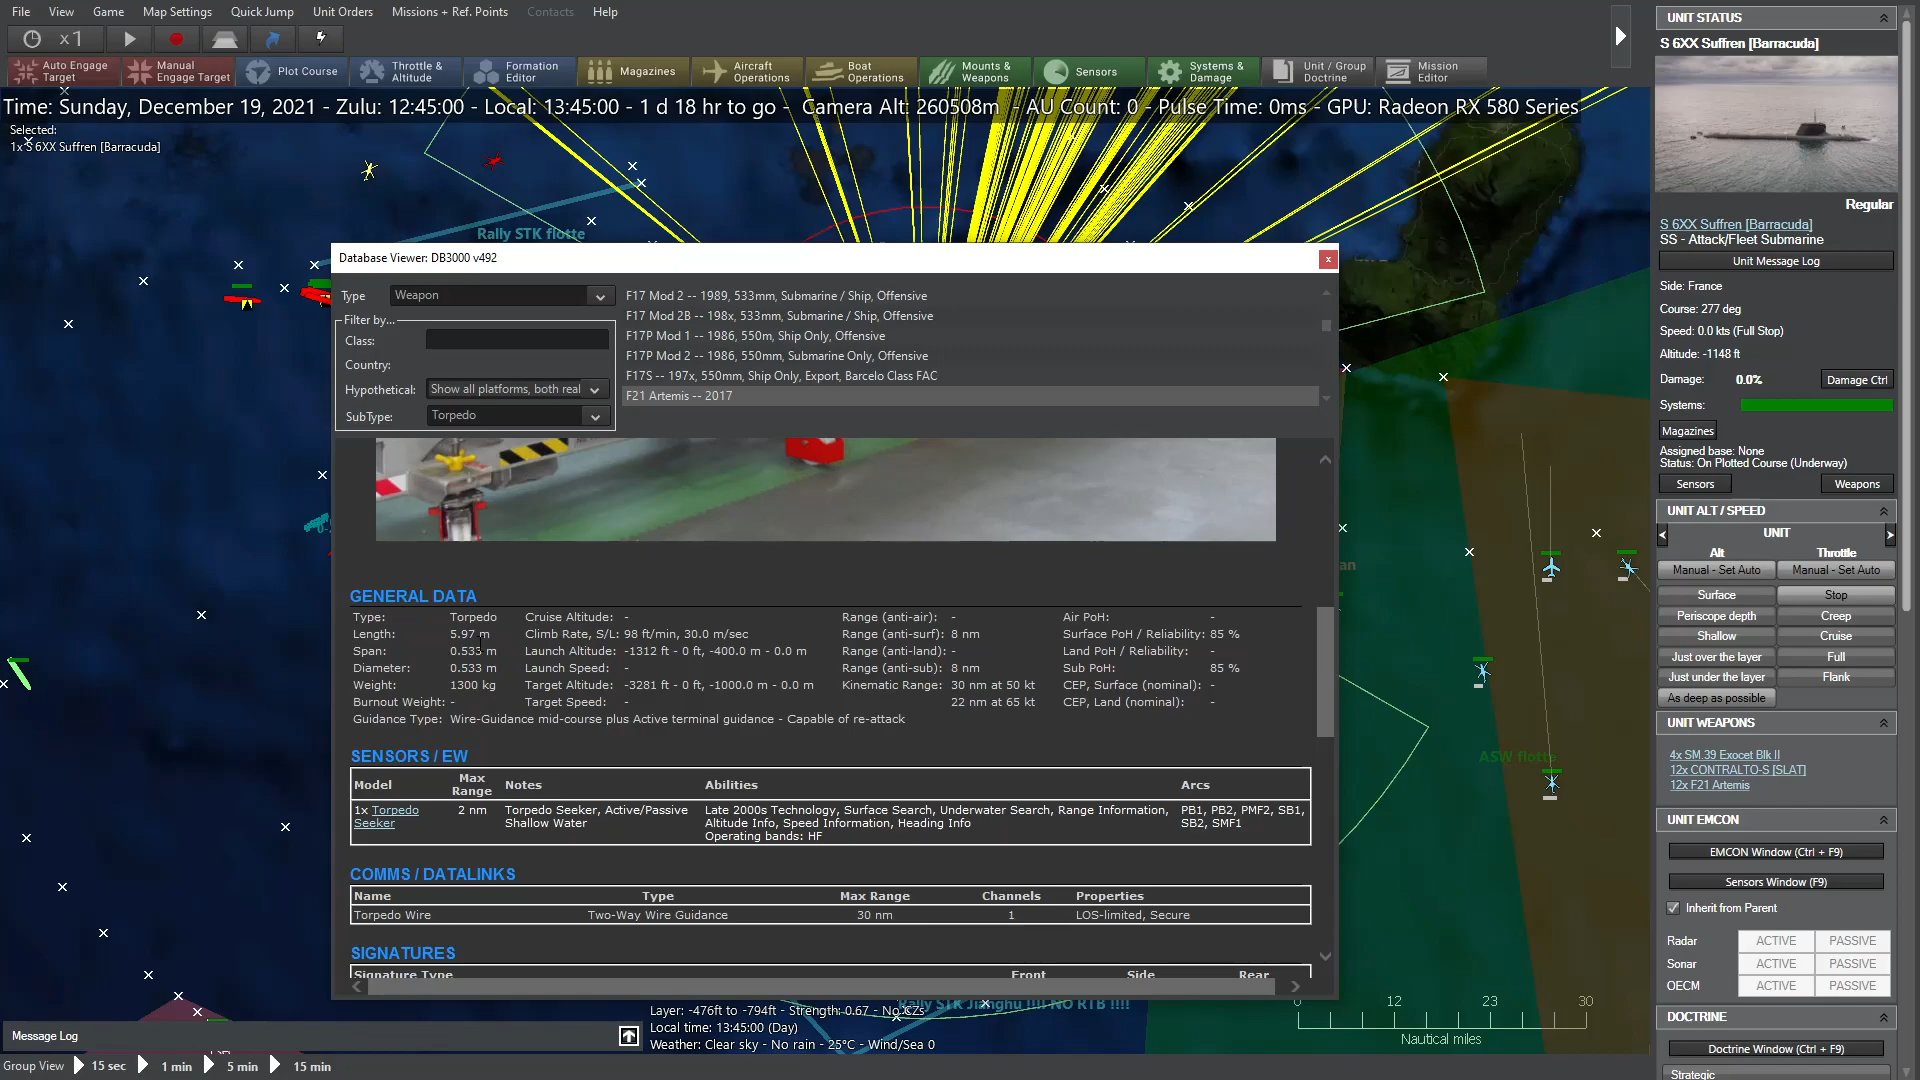 File View Game Map Settings Quick Jump Unit Orders Missions + Ref. Points Contacts Help
x1
Auto Engage Target
Manual Engage Target
Plot Course
Throttle & Altitude
Formation Editor
Magazines
Aircraft Operations
Boat Operations
Mounts & Weapons
Sensors
Systems & Damage
Unit / Group Doctrine
Mission Editor
Time: Sunday, December 19, 2021 - Zulu: 12:45:00 - Local: 13:45:00 - 1 d 18 hr to go - Camera Alt: 260508m - AU Count: 0 - Pulse Time: 0ms - GPU: Radeon RX 580 Series
Selected:
1x S 6XX Suffren [Barracuda]
Rally STK flotte
Database Viewer: DB3000 v492
Type Weapon
Filter by...
Class:
Country:
Hypothetical: Show all platforms, both real
SubType: Torpedo
F17 Mod 2 -- 1989, 533mm, Submarine / Ship, Offensive
F17 Mod 2B -- 198x, 533mm, Submarine / Ship, Offensive
F17P Mod 1 -- 1986, 550m, Ship Only, Offensive
F17P Mod 2 -- 1986, 550mm, Submarine Only, Offensive
F17S -- 197x, 550mm, Ship Only, Export, Barcelo Class FAC
F21 Artemis -- 2017
GENERAL DATA
Type: Torpedo Cruise Altitude: - Range (anti-air): - Air PoH: -
Length: 5.97 m Climb Rate, S/L: 98 ft/min, 30.0 m/sec Range (anti-surf): 8 nm Surface PoH / Reliability: 85 %
Span: 0.533 m Launch Altitude: -1312 ft - 0 ft, -400.0 m - 0.0 m Range (anti-land): - Land PoH / Reliability: -
Diameter: 0.533 m Launch Speed: - Range (anti-sub): 8 nm Sub PoH: 85 %
Weight: 1300 kg Target Altitude: -3281 ft - 0 ft, -1000.0 m - 0.0 m Kinematic Range: 30 nm at 50 kt CEP, Surface (nominal): -
Burnout Weight: - Target Speed: - 22 nm at 65 kt CEP, Land (nominal): -
Guidance Type: Wire-Guidance mid-course plus Active terminal guidance - Capable of re-attack
SENSORS / EW
Model Max Range Notes Abilities Arcs
1x Torpedo Seeker 2 nm Torpedo Seeker, Active/Passive Shallow Water Late 2000s Technology, Surface Search, Underwater Search, Range Information, Altitude Info, Speed Information, Heading Info PB1, PB2, PMF2, SB1, SB2, SMF1
Operating bands: HF
COMMS / DATALINKS
Name Type Max Range Channels Properties
Torpedo Wire Two-Way Wire Guidance 30 nm 1 LOS-limited, Secure
SIGNATURES
Signature Type Front Side Rear
an
ASW flotte
Rally STK Jianghu !!!! NO RTB !!!!
Layer: -476ft to -794ft - Strength: 0.67 - No CZs
Local time: 13:45:00 (Day)
Weather: Clear sky - No rain - 25°C - Wind/Sea 0
0 12 23 30
Nautical miles
Message Log
Group View 15 sec 1 min 5 min 15 min
UNIT STATUS
S 6XX Suffren [Barracuda]
Regular
S 6XX Suffren [Barracuda]
SS - Attack/Fleet Submarine
Unit Message Log
Side: France
Course: 277 deg
Speed: 0.0 kts (Full Stop)
Altitude: -1148 ft
Damage: 0.0% Damage Ctrl
Systems:
Magazines
Assigned base: None
Status: On Plotted Course (Underway)
Sensors Weapons
UNIT ALT / SPEED
UNIT
Alt Throttle
Manual - Set Auto Manual - Set Auto
Surface Stop
Periscope depth Creep
Shallow Cruise
Just over the layer Full
Just under the layer Flank
As deep as possible
UNIT WEAPONS
4x SM.39 Exocet Blk II
12x CONTRALTO-S [SLAT]
12x F21 Artemis
UNIT EMCON
EMCON Window (Ctrl + F9)
Sensors Window (F9)
Inherit from Parent
Radar ACTIVE PASSIVE
Sonar ACTIVE PASSIVE
OECM ACTIVE PASSIVE
DOCTRINE
Doctrine Window (Ctrl + F9)
Strategic